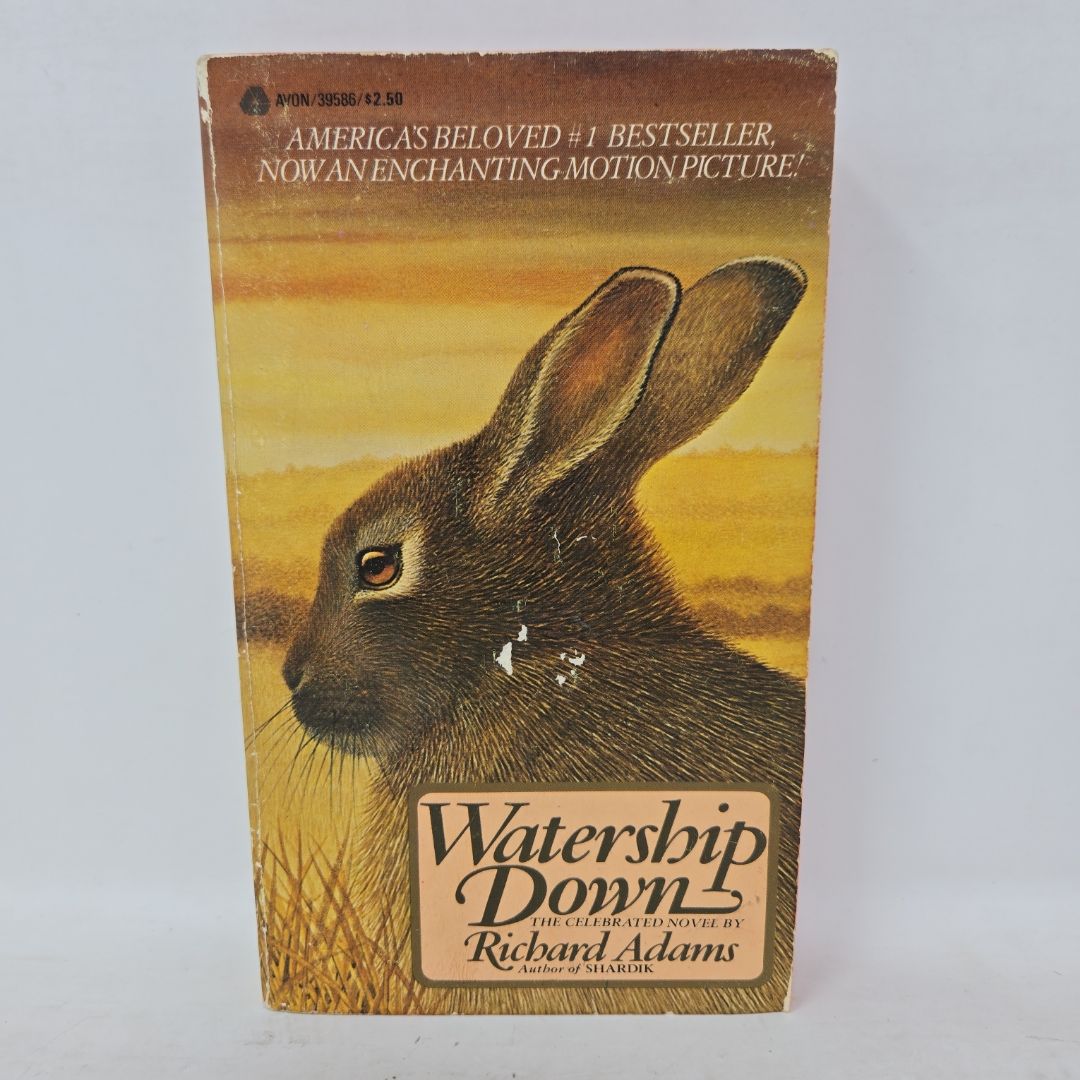 AVON/39586/$2.50
AMERICA'S BELOVED #1 BESTSELLER,
NOW AN ENCHANTING MOTION PICTURE!
Watership
Down
THE CELEBRATED NOVEL BY
Richard Adams
Author of SHARDIK